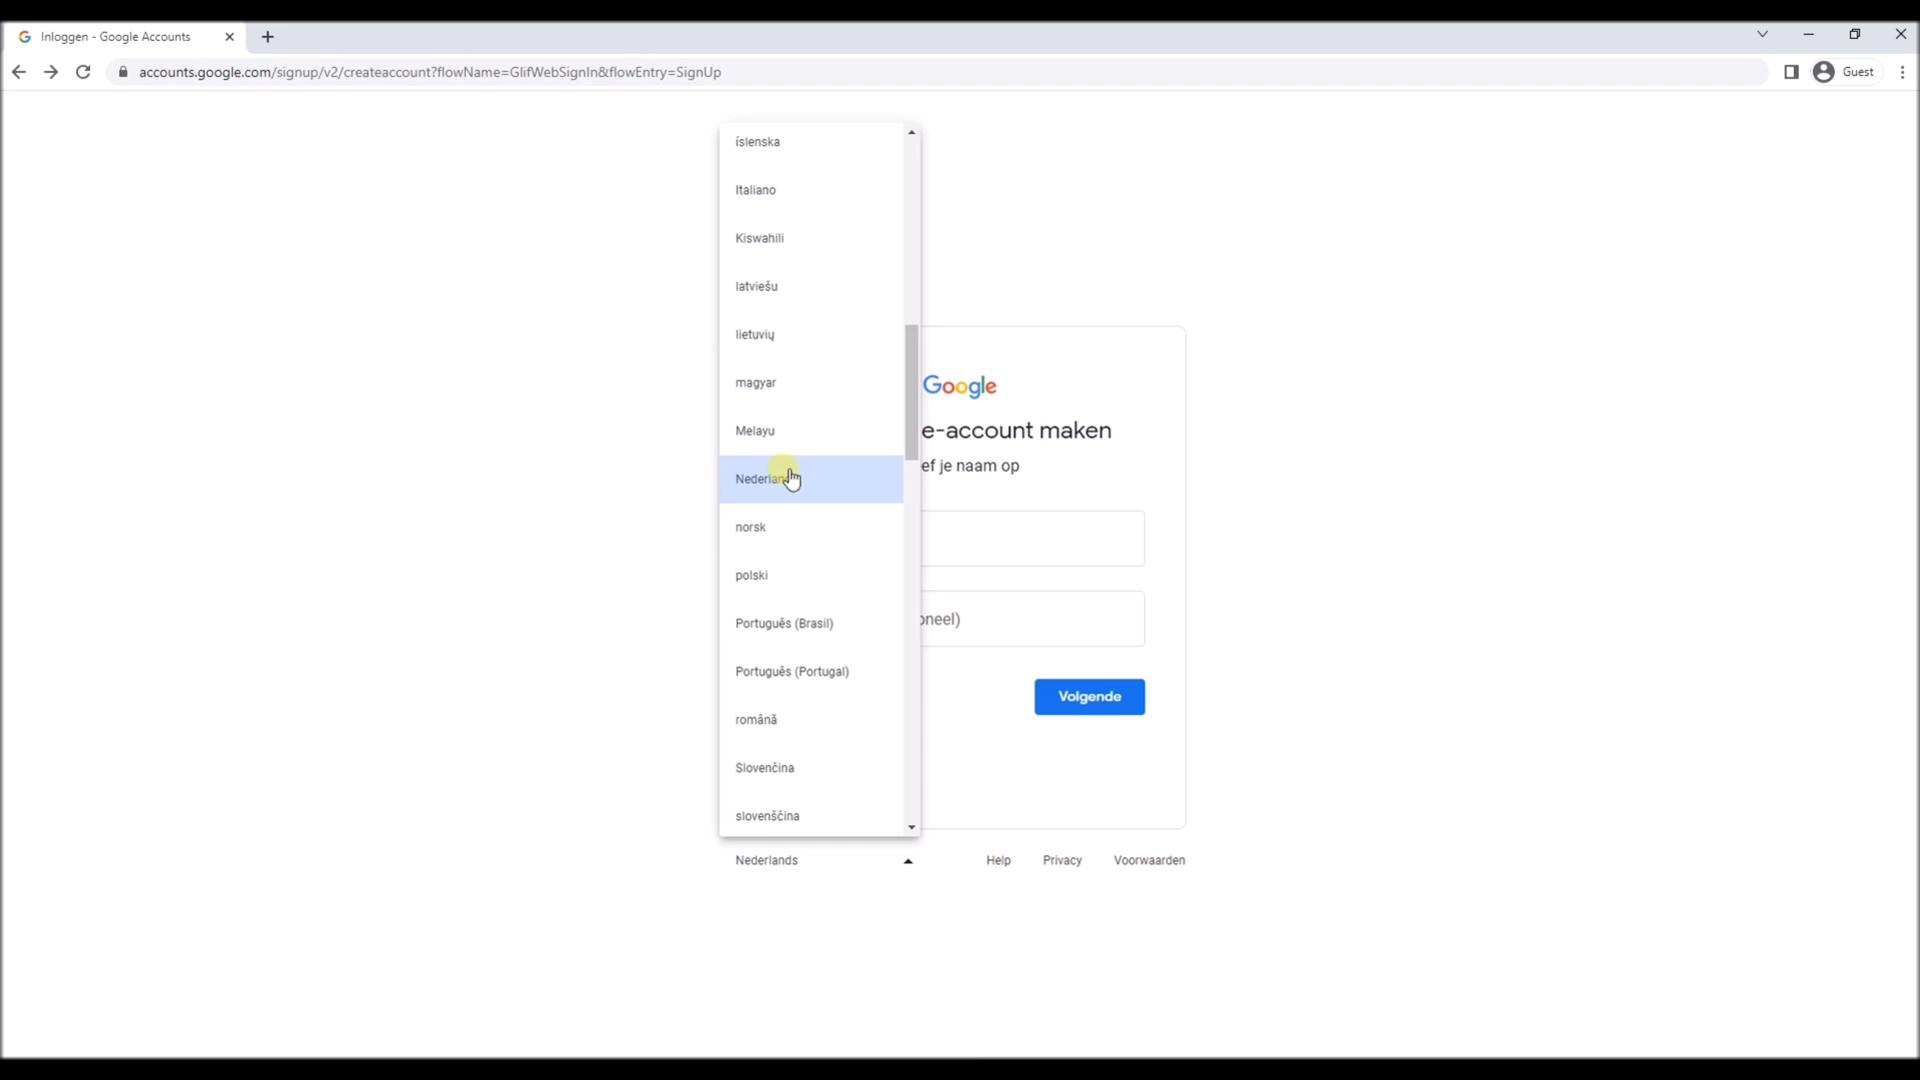 Inloggen - Google Accounts
accounts.google.com/signup/v2/createaccount?flowName=GlifWebSignIn&flowEntry=SignUp
Guest
íslenska
Italiano
Kiswahili
latviešu
lietuvių
magyar
Melayu
norsk
polski
Português (Brasil)
Português (Portugal)
română
Slovenčina
slovenščina
Google
e-account maken
ef je naam op
oneel)
Volgende
Nederlands
Help
Privacy
Voorwaarden